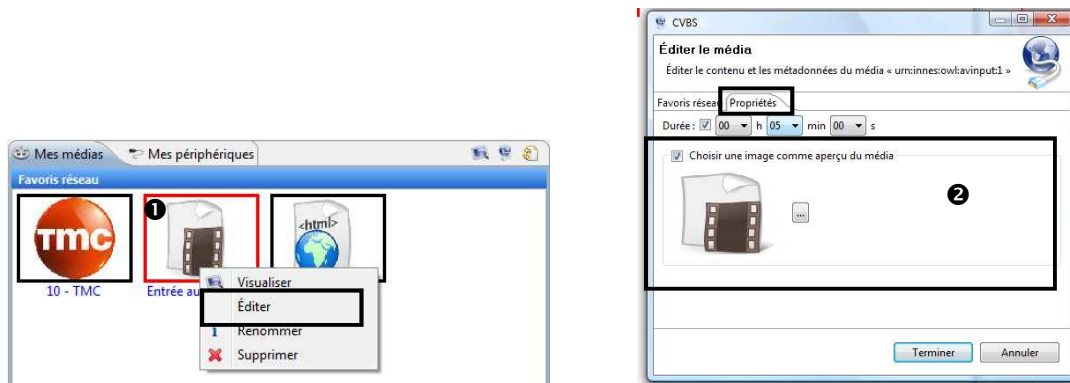 CVBS
Éditer le média
Éditer le contenu et les métadonnées du média « urn:innes:owl:avinput:1 »
Favoris réseau Propriétés
Durée : 00 h 05 min 00 s
Choisir une image comme aperçu du média
❷
...
Terminer Annuler
Mes médias Mes périphériques
Favoris réseau
❶
TMC
<html>
10 - TMC Entrée au
Visualiser
Éditer
Renommer
Supprimer